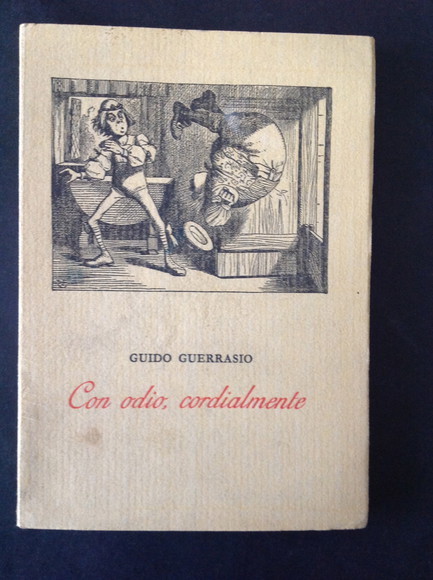 GUIDO GUERRASIO
Con odio, cordialmente